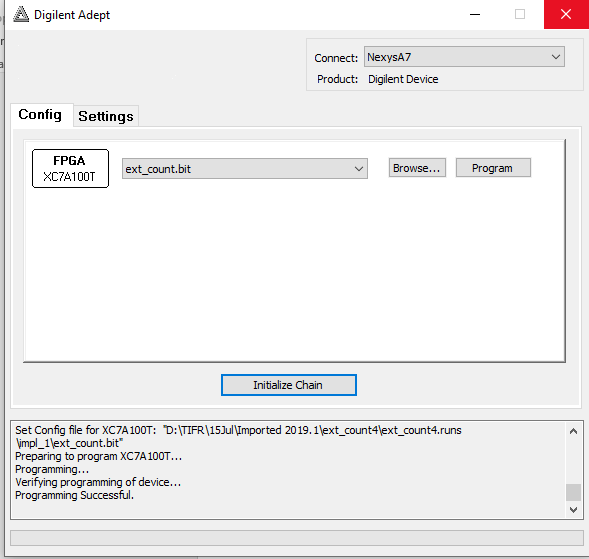 Digilent Adept
Connect: NexysA7
Product: Digilent Device
Config Settings
FPGA
XC7A100T
ext_count.bit
Browse...
Program
Initialize Chain
Set Config file for XC7A100T: "D:\TIFR\15Jul\Imported 2019.1\ext_count4\ext_count4.runs
\impl_1\ext_count.bit"
Preparing to program XC7A100T...
Programming...
Verifying programming of device...
Programming Successful.